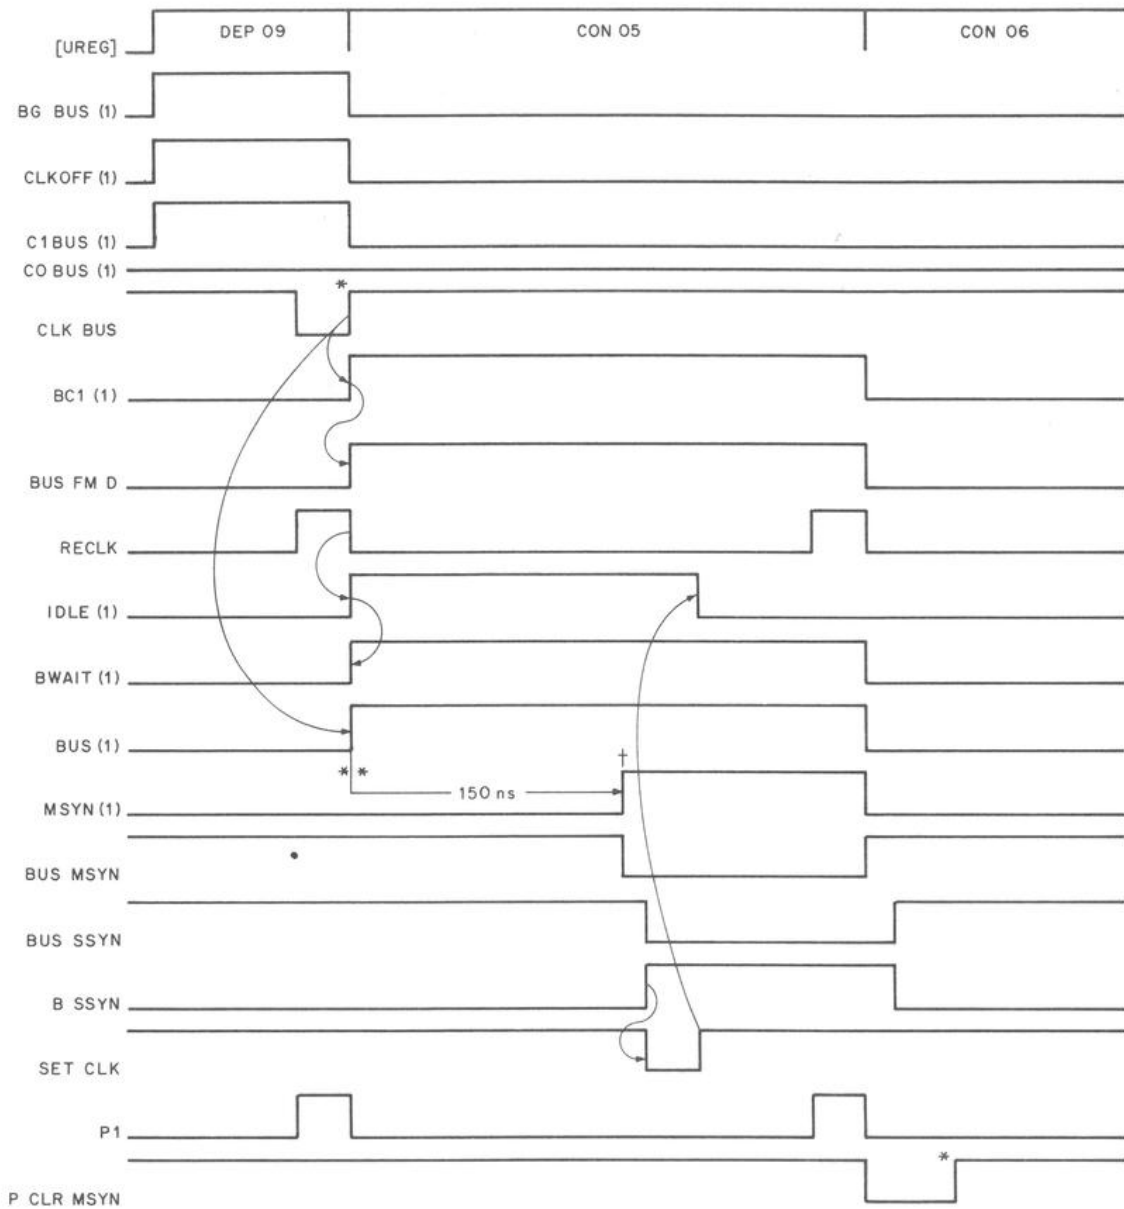 DEP 09 CON 05 CON 06
[UREG]
BG BUS (1)
CLKOFF (1)
C1BUS (1)
CO BUS (1)
*
CLK BUS
BC1 (1)
BUS FM D
RECLK
IDLE (1)
BWAIT (1)
BUS (1)
†
* *
150 ns
MSYN (1)
BUS MSYN
BUS SSYN
B SSYN
SET CLK
P1
*
P CLR MSYN